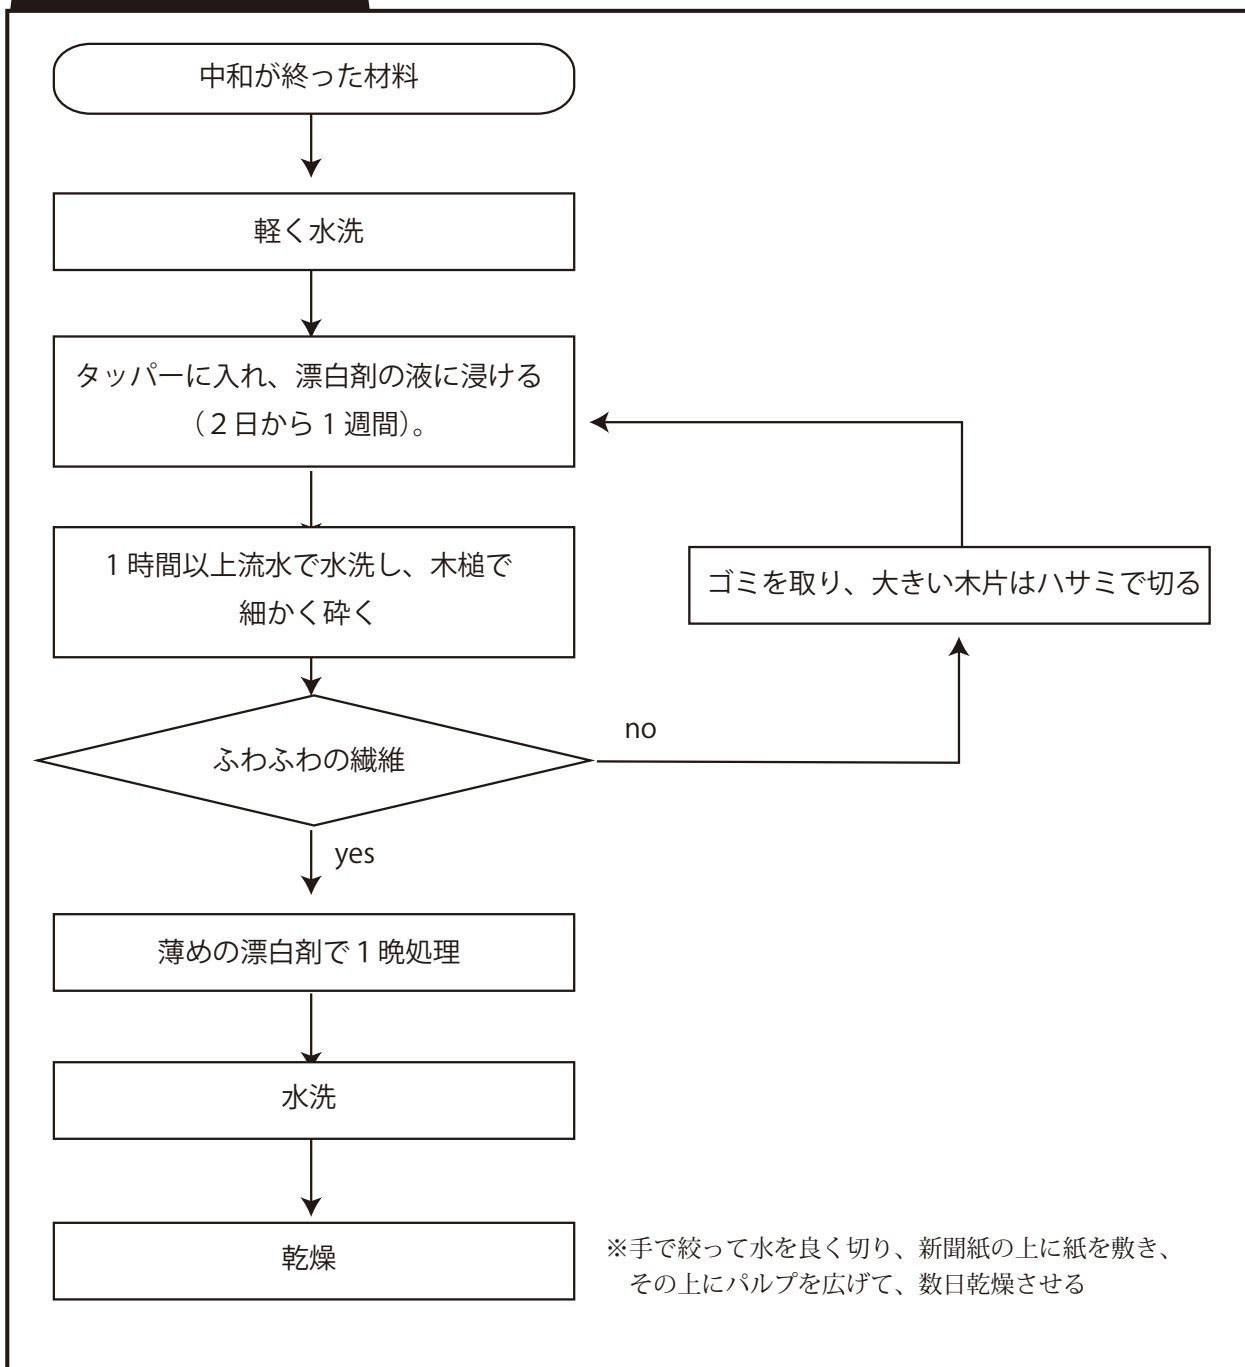 中和が終った材料
軽く水洗
タッパーに入れ、漂白剤の液に浸ける
（２日から１週間）。
１時間以上流水で水洗し、木槌で
細かく砕く
ゴミを取り、大きい木片はハサミで切る
ふわふわの繊維
no
yes
薄めの漂白剤で１晩処理
水洗
乾燥
※手で絞って水を良く切り、新聞紙の上に紙を敷き、
その上にパルプを広げて、数日乾燥させる